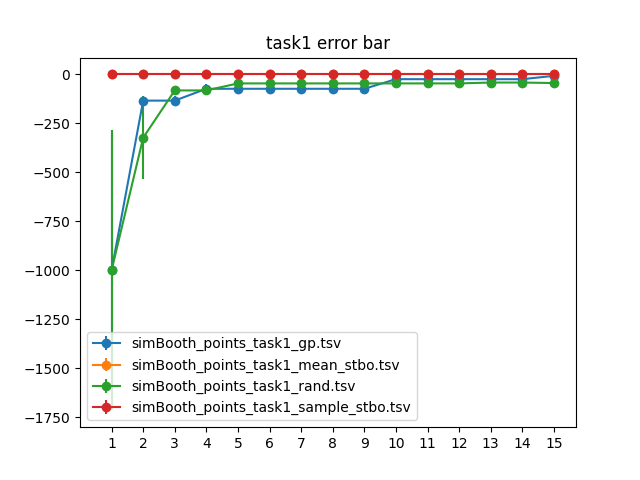 task1 error bar
0
−250
−500
−750
−1000
−1250
−1500
−1750
simBooth_points_task1_gp.tsv
simBooth_points_task1_mean_stbo.tsv
simBooth_points_task1_rand.tsv
simBooth_points_task1_sample_stbo.tsv
1 2 3 4 5 6 7 8 9 10 11 12 13 14 15